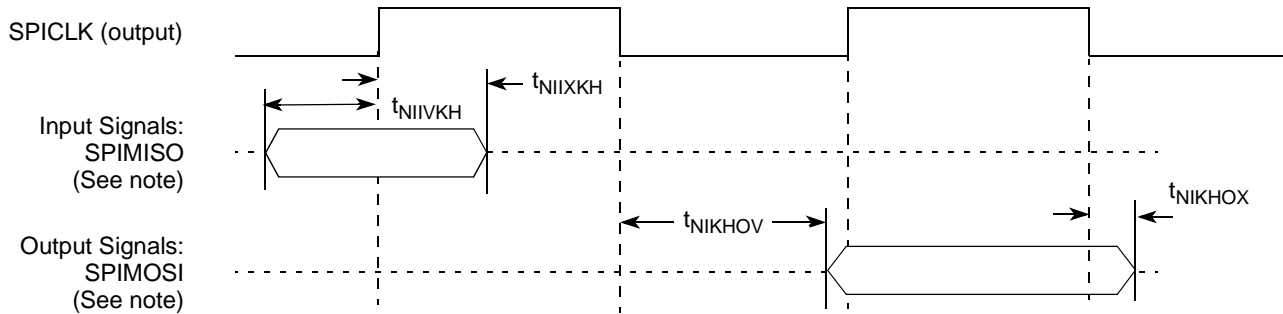 SPICLK (output)
tNIIXKH
tNIIVKH
Input Signals:
SPIMISO
(See note)
tNIKHOX
tNIKHOV
Output Signals:
SPIMOSI
(See note)